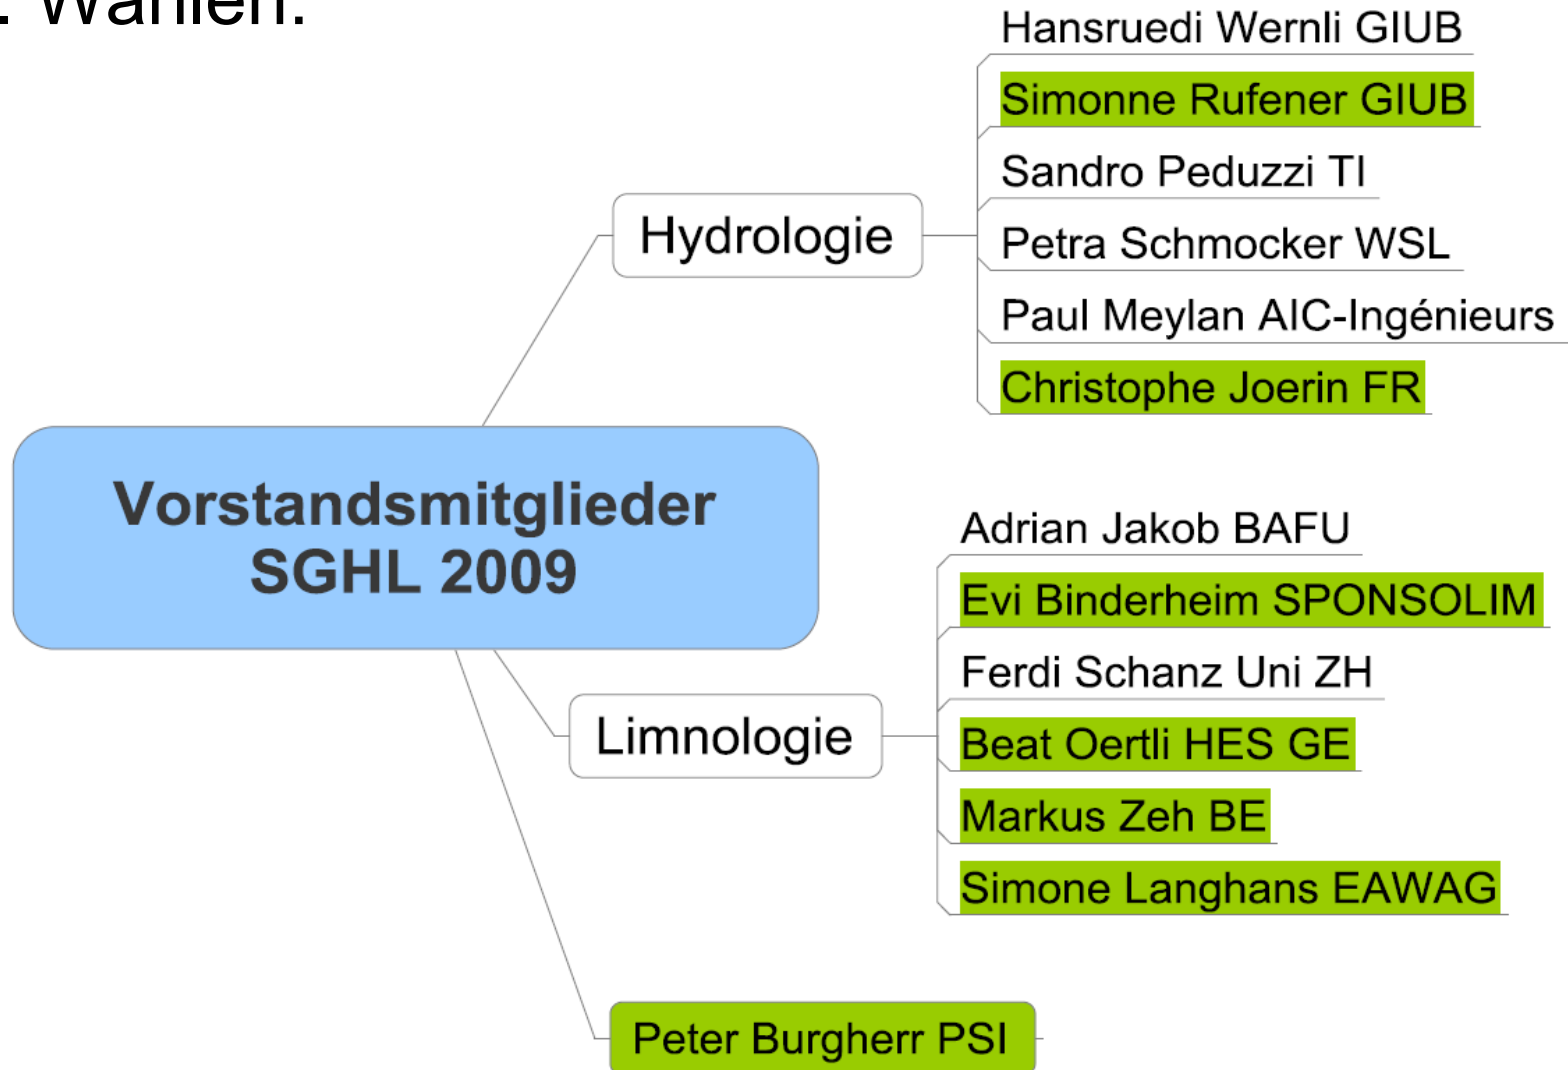 . Wahlen:
Hansruedi Wernli GIUB
Simonne Rufener GIUB
Sandro Peduzzi TI
Hydrologie
Petra Schmocker WSL
Paul Meylan AIC-Ingénieurs
Christophe Joerin FR
Vorstandsmitglieder
SGHL 2009
Adrian Jakob BAFU
Evi Binderheim SPONSOLIM
Ferdi Schanz Uni ZH
Limnologie
Beat Oertli HES GE
Markus Zeh BE
Simone Langhans EAWAG
Peter Burgherr PSI